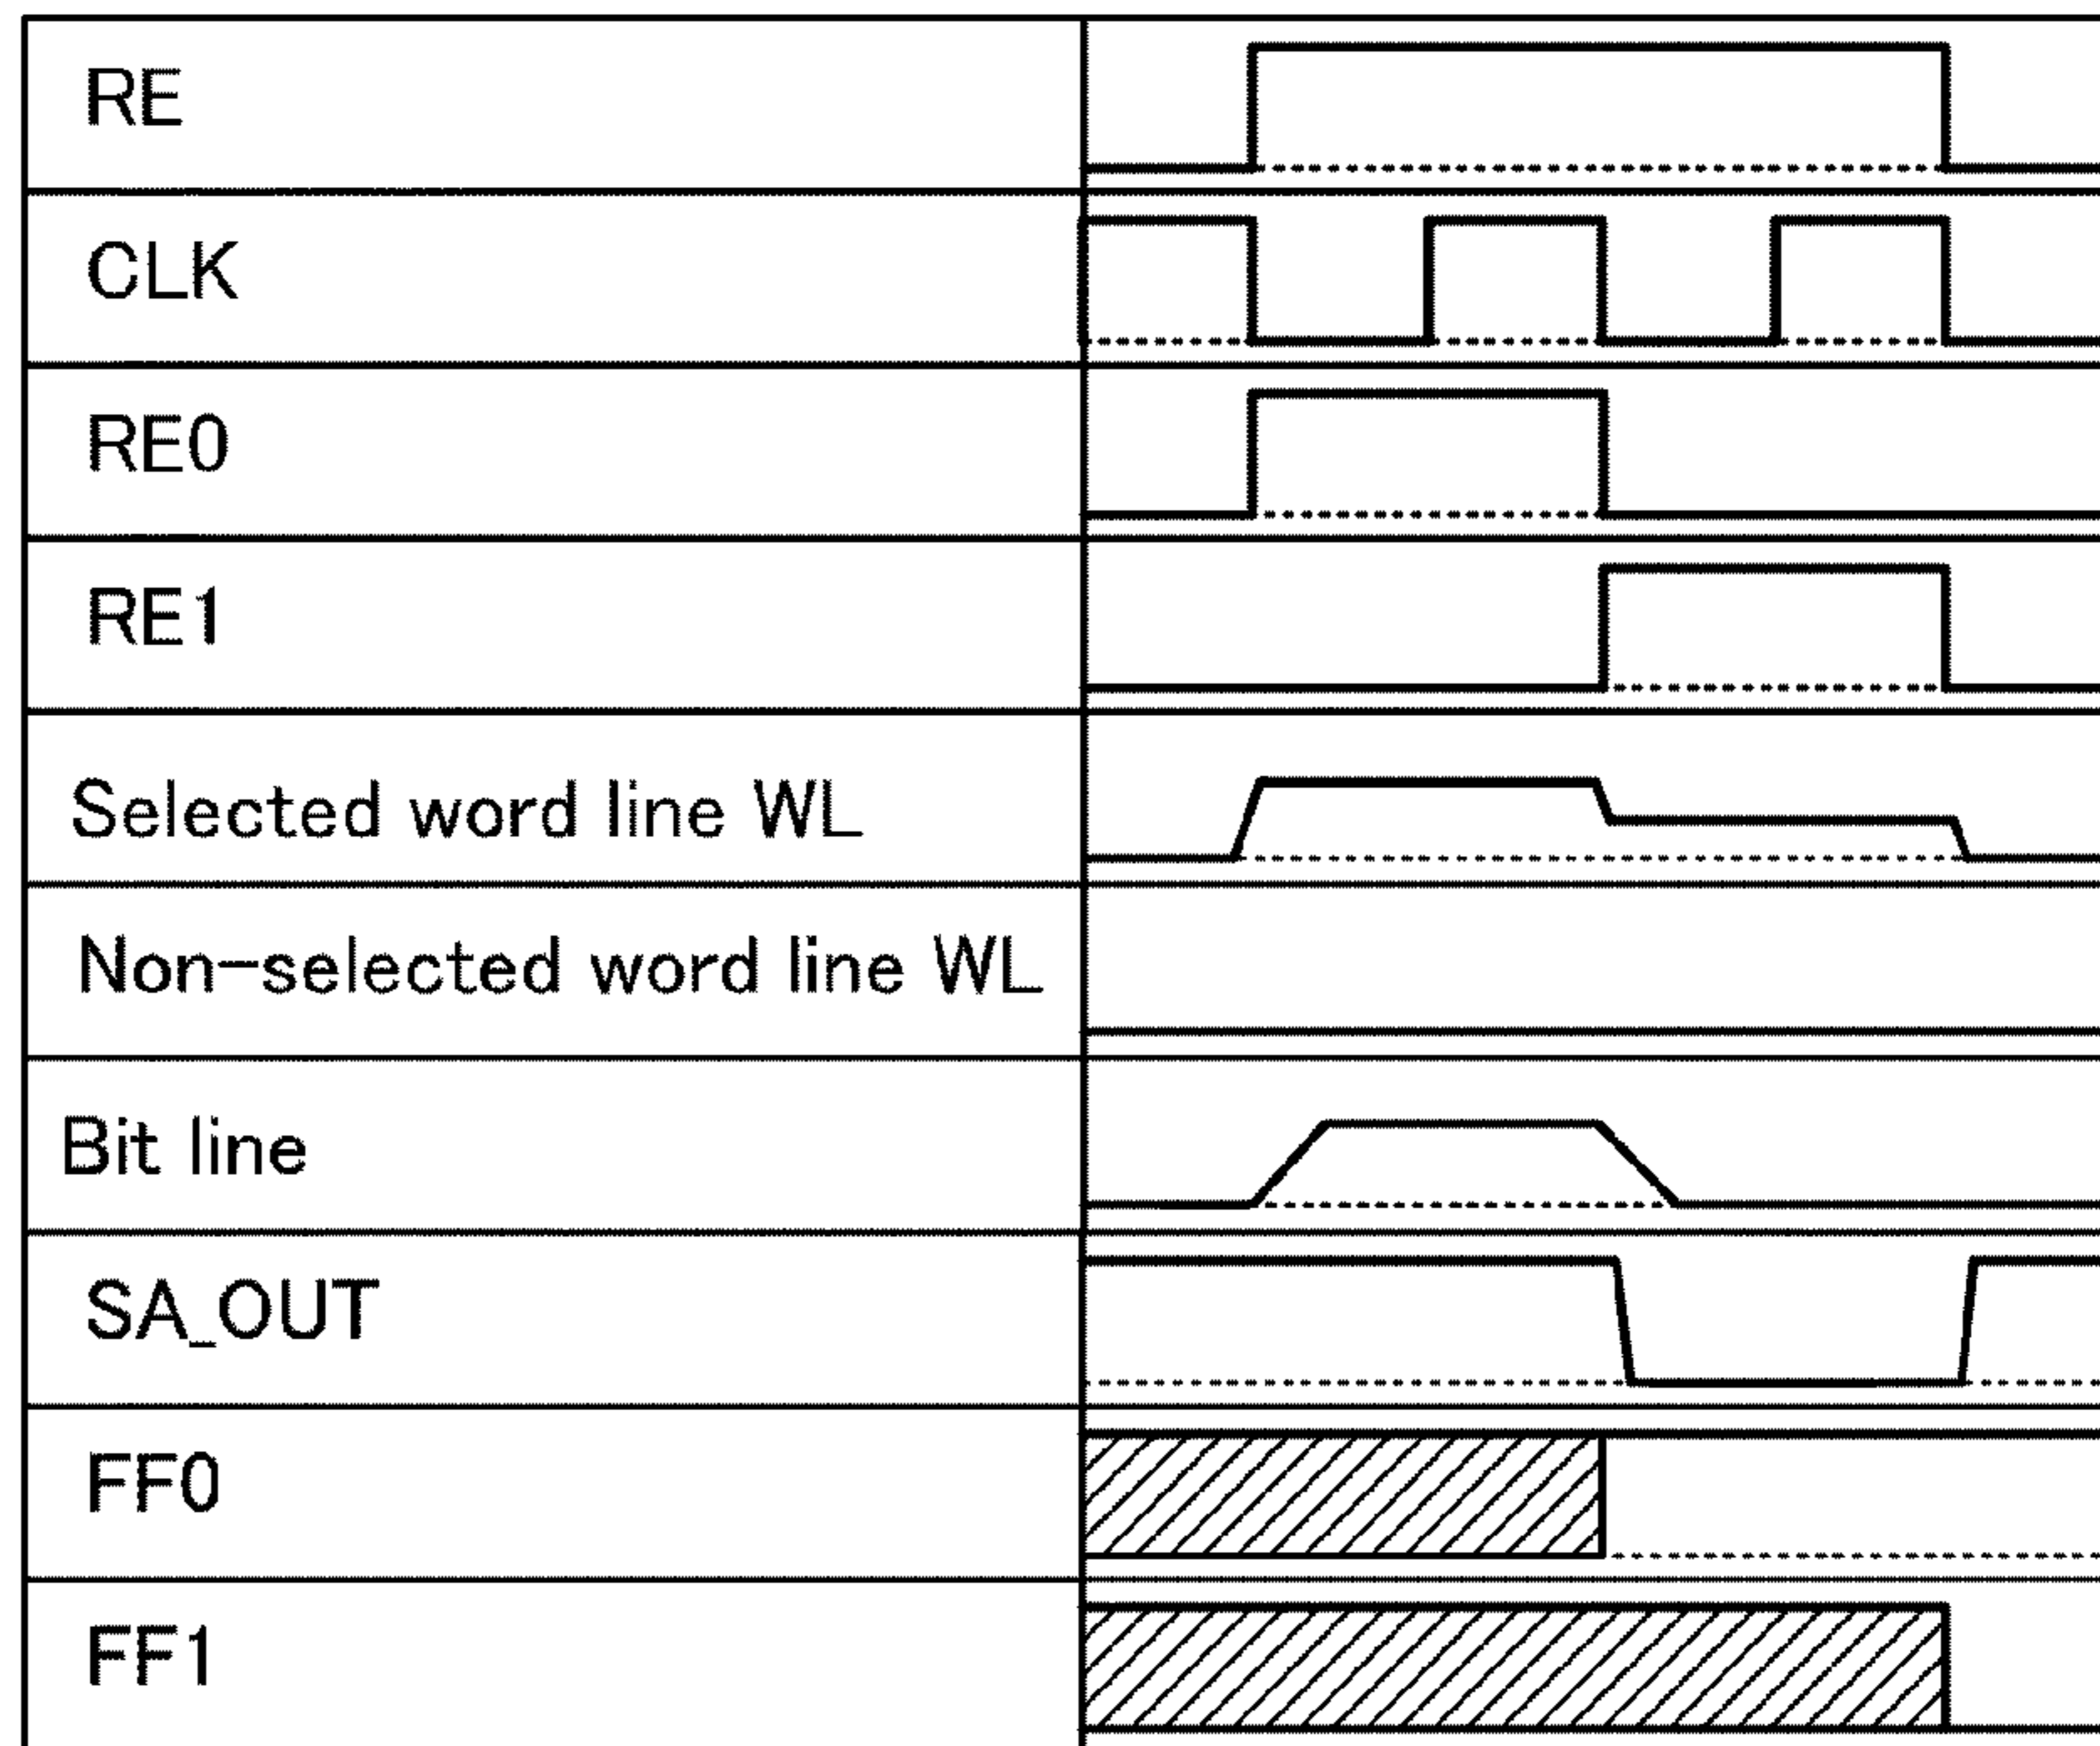 RE
CLK
RE0
RE1
Selected word line WL
Non-selected word line WL
Bit line
SA_OUT
FF0
FF1